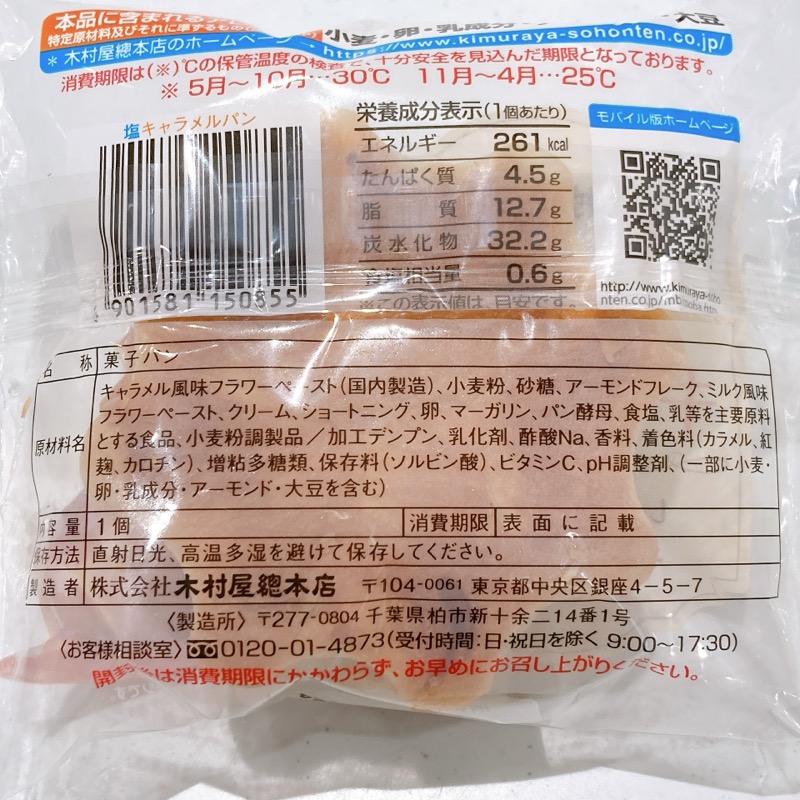 本品に含まれる
特定原材料及びそれに準ずるもの
小麦・卵・乳成分・
大豆
＊木村屋總本店のホームページ→https://www.kimuraya-sohonten.co.jp/
消費期限は(※)℃の保管温度の検査で、十分安全を見込んだ期限となっております。
※ 5月〜10月…30℃ 11月〜4月…25℃
塩キャラメルパン
901581 150855
栄養成分表示(1個あたり)
エネルギー 261kcal
たんぱく質 4.5g
脂質 12.7g
炭水化物 32.2g
食塩相当量 0.6g
※この表示値は、目安です。
モバイル版ホームページ
http://www.kimuraya-soho
nten.co.jp/mb
名称 菓子パン
原材料名 キャラメル風味フラワーペースト(国内製造)、小麦粉、砂糖、アーモンドフレーク、ミルク風味
フラワーペースト、クリーム、ショートニング、卵、マーガリン、パン酵母、食塩、乳等を主要原料
とする食品、小麦粉調製品／加工デンプン、乳化剤、酢酸Na、香料、着色料(カラメル、紅
麹、カロチン)、増粘多糖類、保存料(ソルビン酸)、ビタミンC、pH調整剤、(一部に小麦・
卵・乳成分・アーモンド・大豆を含む)
内容量 1個 消費期限 表面に記載
保存方法 直射日光、高温多湿を避けて保存してください。
製造者 株式会社木村屋總本店 〒104-0061 東京都中央区銀座4-5-7
〈製造所〉〒277-0804 千葉県柏市新十余二14番1号
〈お客様相談室〉0120-01-4873(受付時間:日・祝日を除く 9:00〜17:30)
開封後は消費期限にかかわらず、お早めにお召し上がりください。